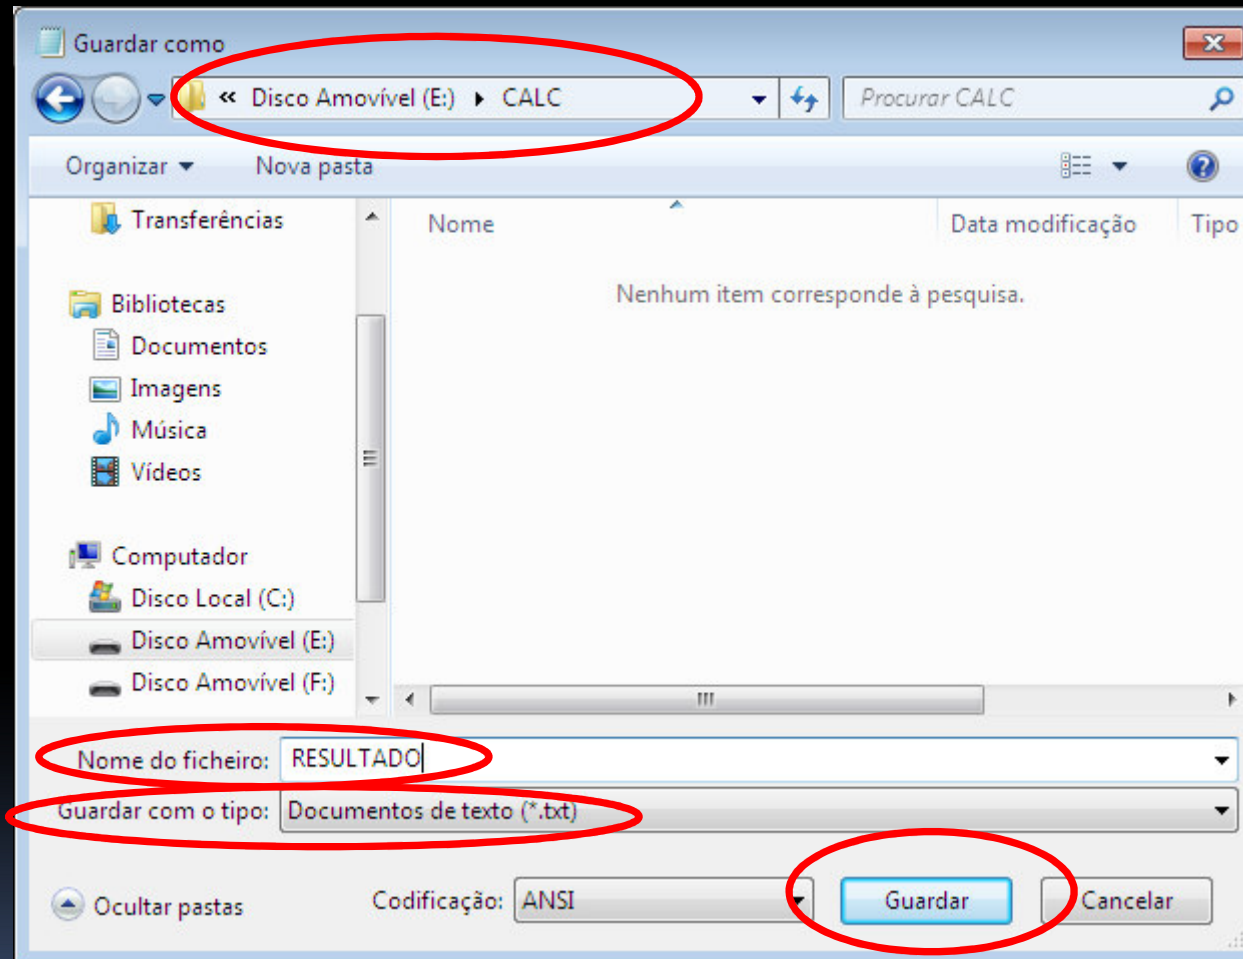 Guardar como
« Disco Amovível (E:) CALC Procurar CALC
Organizar Nova pasta
Transferências
Nome Data modificação Tipo
Nenhum item corresponde à pesquisa.
Bibliotecas
Documentos
Imagens
Música
Vídeos
Computador
Disco Local (C:)
Disco Amovível (E:)
Disco Amovível (F:)
Nome do ficheiro: RESULTADO
Guardar com o tipo: Documentos de texto (*.txt)
Ocultar pastas Codificação: ANSI Guardar Cancelar